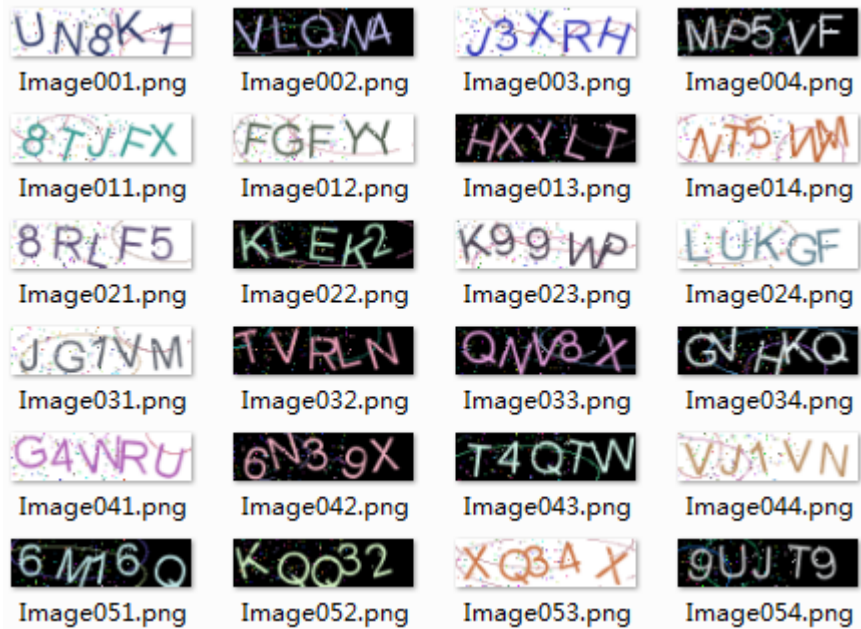 UN8K1 VLQNA J3XRH MP5VF
Image001.png Image002.png Image003.png Image004.png
8TJFX FGFYY HXYLT NT5WM
Image011.png Image012.png Image013.png Image014.png
8RLF5 KLEK2 K99WP LUKGF
Image021.png Image022.png Image023.png Image024.png
JG1VM TVRLN QNV8X GVHKQ
Image031.png Image032.png Image033.png Image034.png
G4WRU 6N39X T4QTW VJ1VN
Image041.png Image042.png Image043.png Image044.png
6M16Q KQQ32 XQ34X 9UJT9
Image051.png Image052.png Image053.png Image054.png